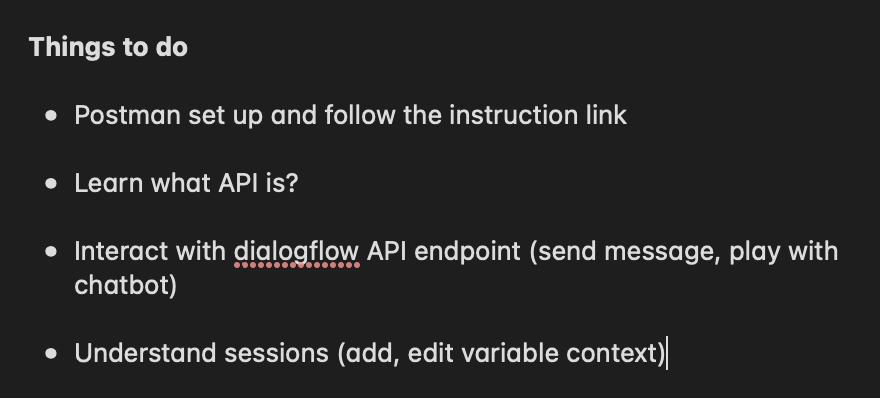 Things to do
• Postman set up and follow the instruction link
• Learn what API is?
• Interact with dialogflow API endpoint (send message, play with
chatbot)
• Understand sessions (add, edit variable context)